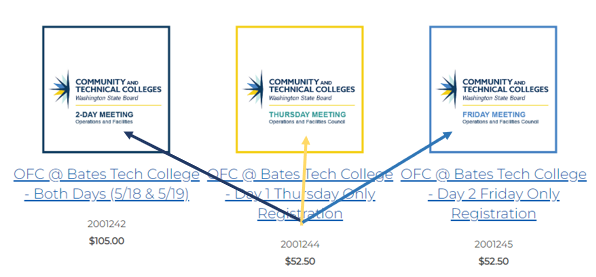 COMMUNITY AND
TECHNICAL COLLEGES
Washington State Board
2-DAY MEETING
Operations and Facilities
OFC @ Bates Tech College
- Both Days (5/18 & 5/19)
2001242
$105.00
COMMUNITY AND
TECHNICAL COLLEGES
Washington State Board
THURSDAY MEETING
Operations and Facilities Council
OFC @ Bates Tech College
- Day 1 Thursday Only
Registration
2001244
$52.50
COMMUNITY AND
TECHNICAL COLLEGES
Washington State Board
FRIDAY MEETING
Operations and Facilities Council
OFC @ Bates Tech College
- Day 2 Friday Only
Registration
2001245
$52.50